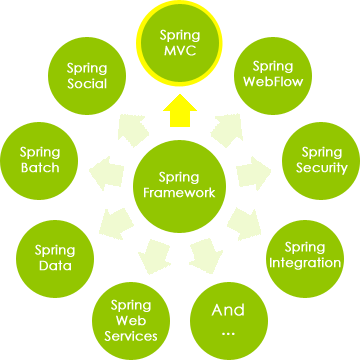 Spring
MVC
Spring
WebFlow
Spring
Security
Spring
Integration
And
...
Spring
Web
Services
Spring
Data
Spring
Batch
Spring
Social
Spring
Framework